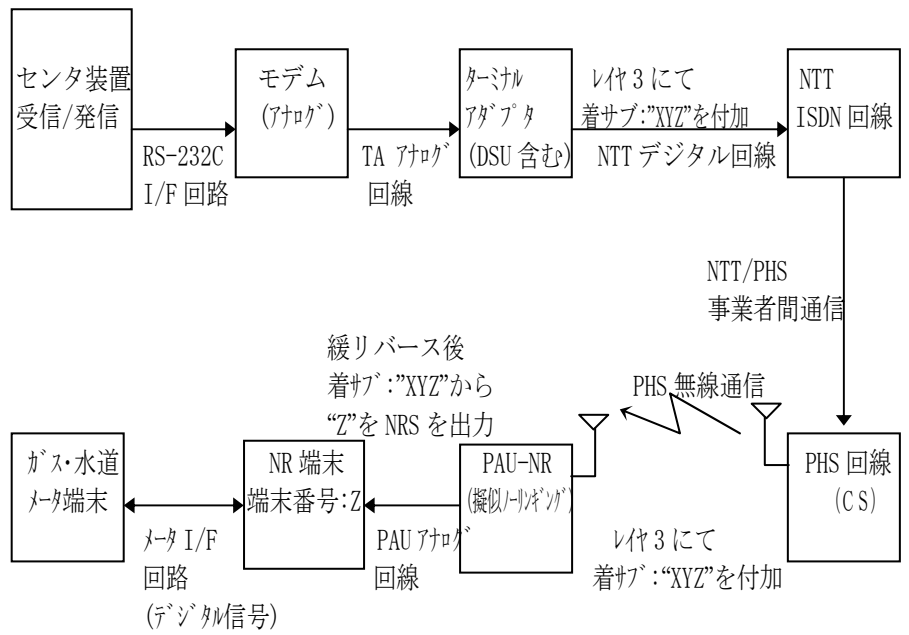 センタ装置
受信/発信
RS-232C
I/F 回路
モデム
(ｱﾅﾛｸﾞ)
TA ｱﾅﾛｸﾞ
回線
ﾀｰﾐﾅﾙ
ｱﾀﾞﾌﾟﾀ
(DSU 含む)
ﾚｲﾔ 3 にて
着ｻﾌﾞ:”XYZ”を付加
NTT デジタル回線
NTT
ISDN 回線
NTT/PHS
事業者間通信
緩リバース後
着ｻﾌﾞ:”XYZ”から
“Z”を NRS を出力
PHS 無線通信
ｶﾞｽ・水道
ﾒｰﾀ端末
ﾒｰﾀ I/F
回路
(ﾃﾞｼﾞﾀﾙ信号)
NR 端末
端末番号:Z
PAU ｱﾅﾛｸﾞ
回線
PAU-NR
(擬似ﾉｰﾘﾝｷﾞﾝｸﾞ)
ﾚｲﾔ 3 にて
着ｻﾌﾞ:“XYZ”を付加
PHS 回線
(CS)